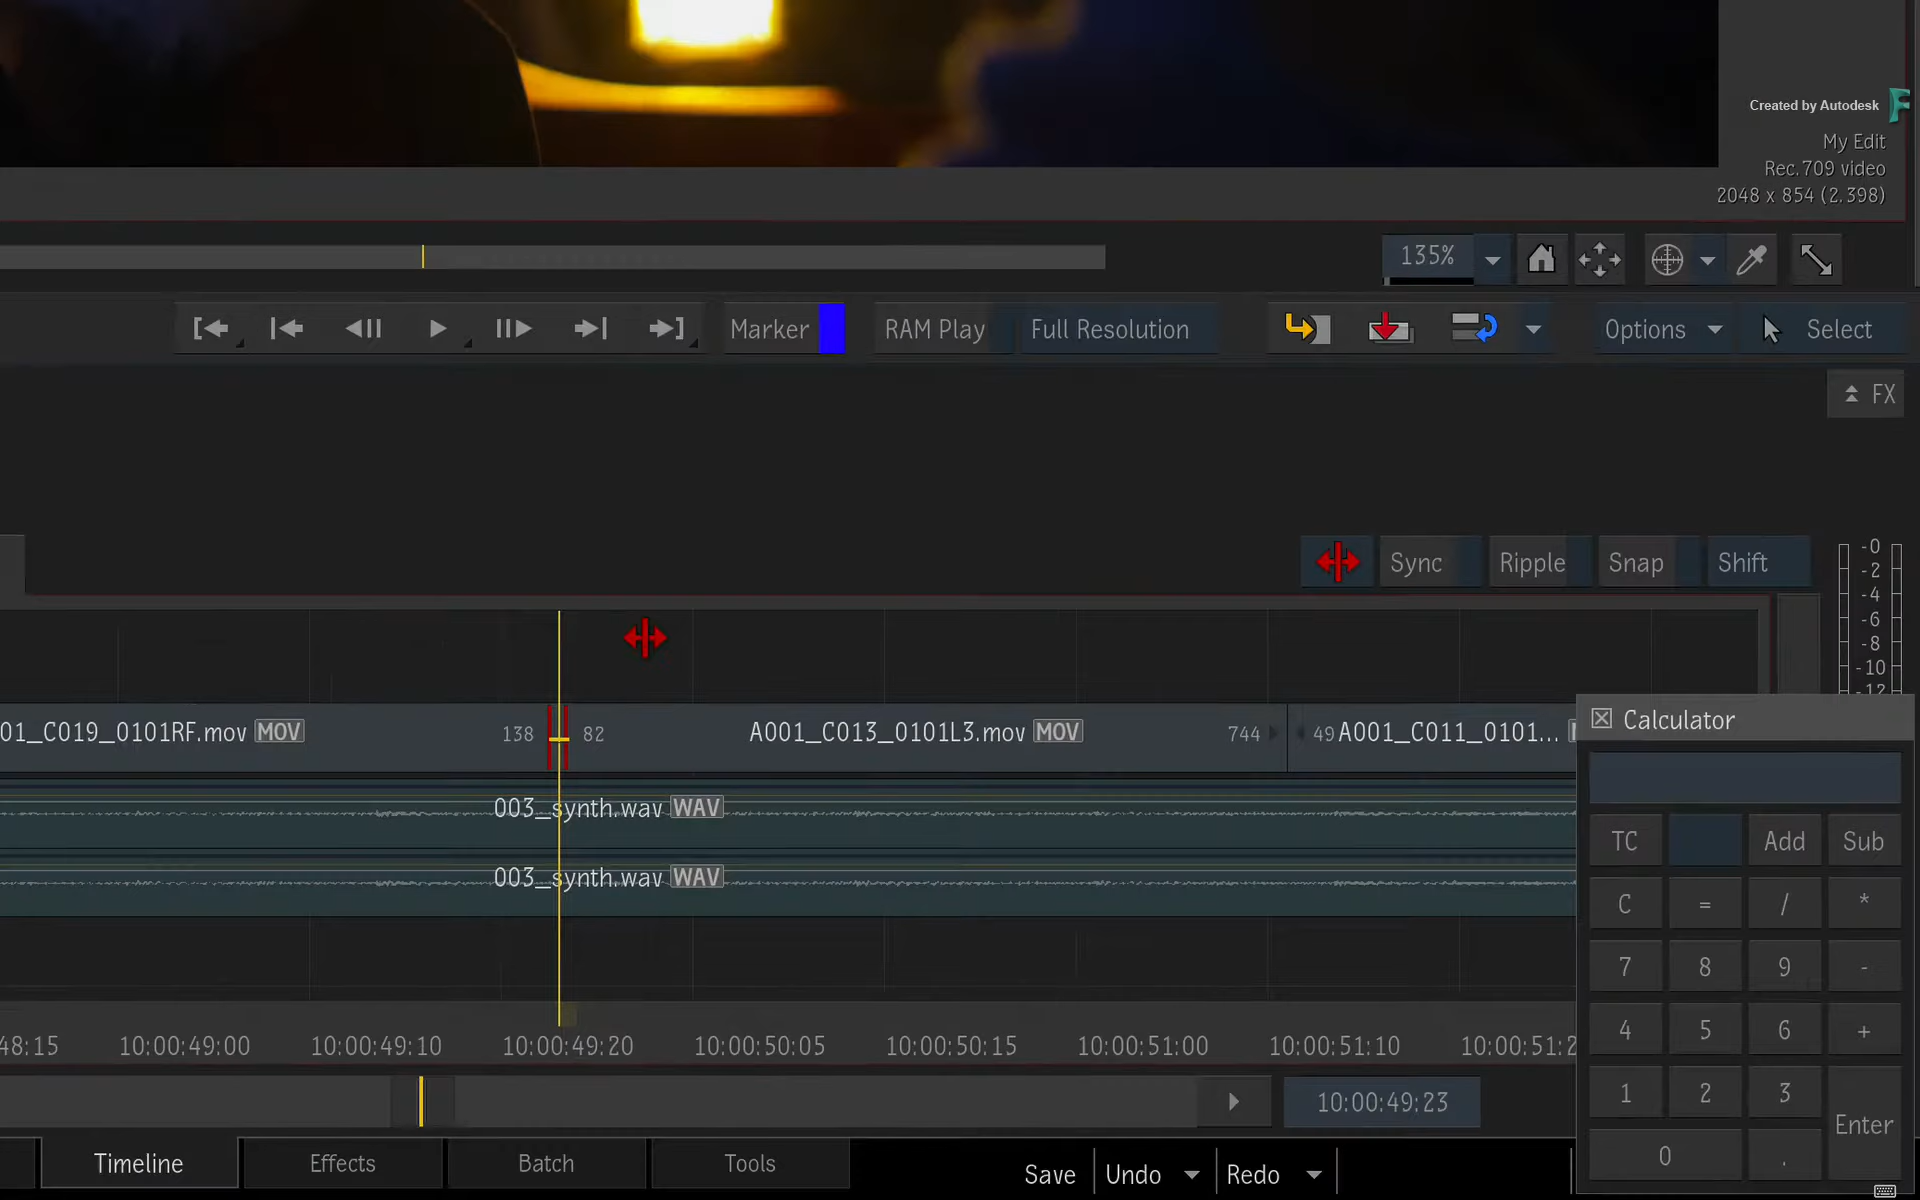 Created by Autodesk
My Edit
Rec.709 video
2048 x 854 (2.398)
135%
Marker
RAM Play
Full Resolution
Options
Select
FX
Sync
Ripple
Snap
Shift
-0
-2
-4
-6
-8
-10
-12
01_C019_0101RF.mov MOV 138
82 A001_C013_0101L3.mov MOV 744
49 A001_C011_0101...
003_synth.wav WAV
003_synth.wav WAV
Calculator
TC Add Sub
C = / *
7 8 9 -
4 5 6 +
1 2 3
Enter
0 .
48:15 10:00:49:00 10:00:49:10 10:00:49:20 10:00:50:05 10:00:50:15 10:00:51:00 10:00:51:10 10:00:51:2
10:00:49:23
Timeline Effects Batch Tools
Save Undo Redo